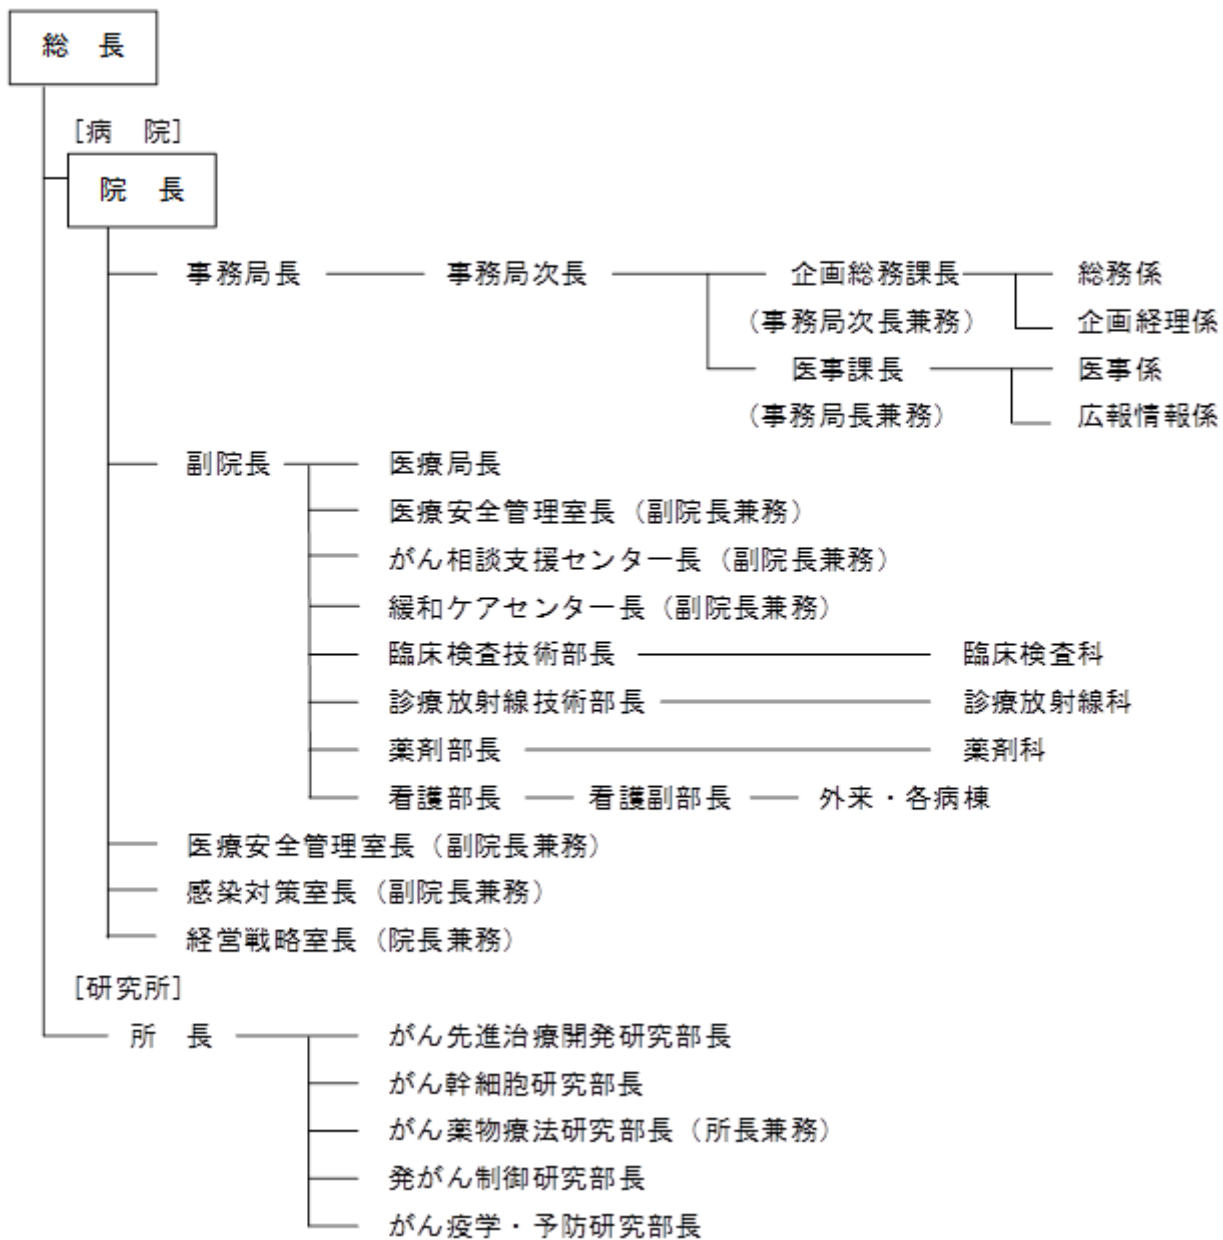 総　長
[病　院]
院　長
事務局長　事務局次長　企画総務課長　総務係
（事務局次長兼務）　企画経理係
医事課長　医事係
（事務局長兼務）　広報情報係
副院長　医療局長
医療安全管理室長（副院長兼務）
がん相談支援センター長（副院長兼務）
緩和ケアセンター長（副院長兼務）
臨床検査技術部長　臨床検査科
診療放射線技術部長　診療放射線科
薬剤部長　薬剤科
看護部長　看護副部長　外来・各病棟
医療安全管理室長（副院長兼務）
感染対策室長（副院長兼務）
経営戦略室長（院長兼務）
[研究所]
所　長　がん先進治療開発研究部長
がん幹細胞研究部長
がん薬物療法研究部長（所長兼務）
発がん制御研究部長
がん疫学・予防研究部長